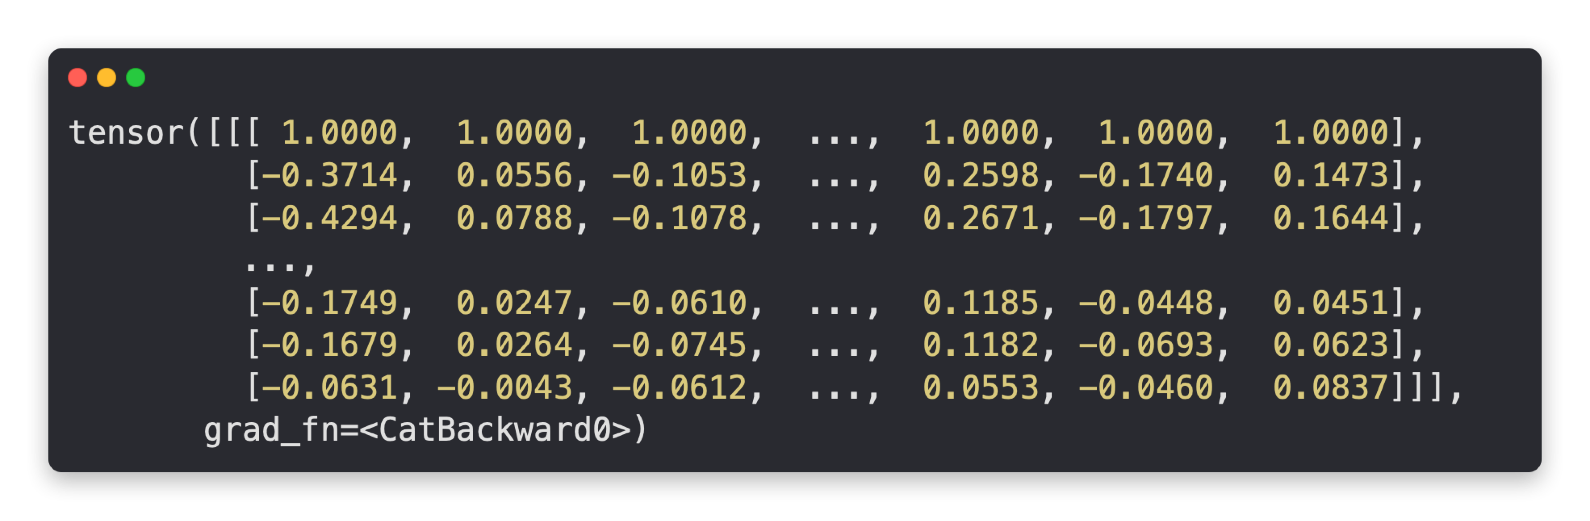 tensor([[[ 1.0000,  1.0000,  1.0000,  ...,  1.0000,  1.0000,  1.0000],
         [-0.3714,  0.0556, -0.1053,  ...,  0.2598, -0.1740,  0.1473],
         [-0.4294,  0.0788, -0.1078,  ...,  0.2671, -0.1797,  0.1644],
         ...,
         [-0.1749,  0.0247, -0.0610,  ...,  0.1185, -0.0448,  0.0451],
         [-0.1679,  0.0264, -0.0745,  ...,  0.1182, -0.0693,  0.0623],
         [-0.0631, -0.0043, -0.0612,  ...,  0.0553, -0.0460,  0.0837]]],
       grad_fn=<CatBackward0>)